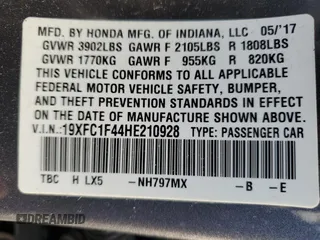 MFD. BY HONDA MFG. OF INDIANA, LLC 05/'17
GVWR 3902LBS GAWR F 2105LBS R 1808LBS
GVWR 1770KG GAWR F 955KG R 820KG
THIS VEHICLE CONFORMS TO ALL APPLICABLE
FEDERAL MOTOR VEHICLE SAFETY, BUMPER,
AND THEFT PREVENTION STANDARDS IN EFFECT
ON THE DATE OF MANUFACTURE SHOWN ABOVE.
V.I.N.:19XFC1F44HE210928 TYPE: PASSENGER CAR
TBC H LX5 -NH797MX -B -E
DREAMBID